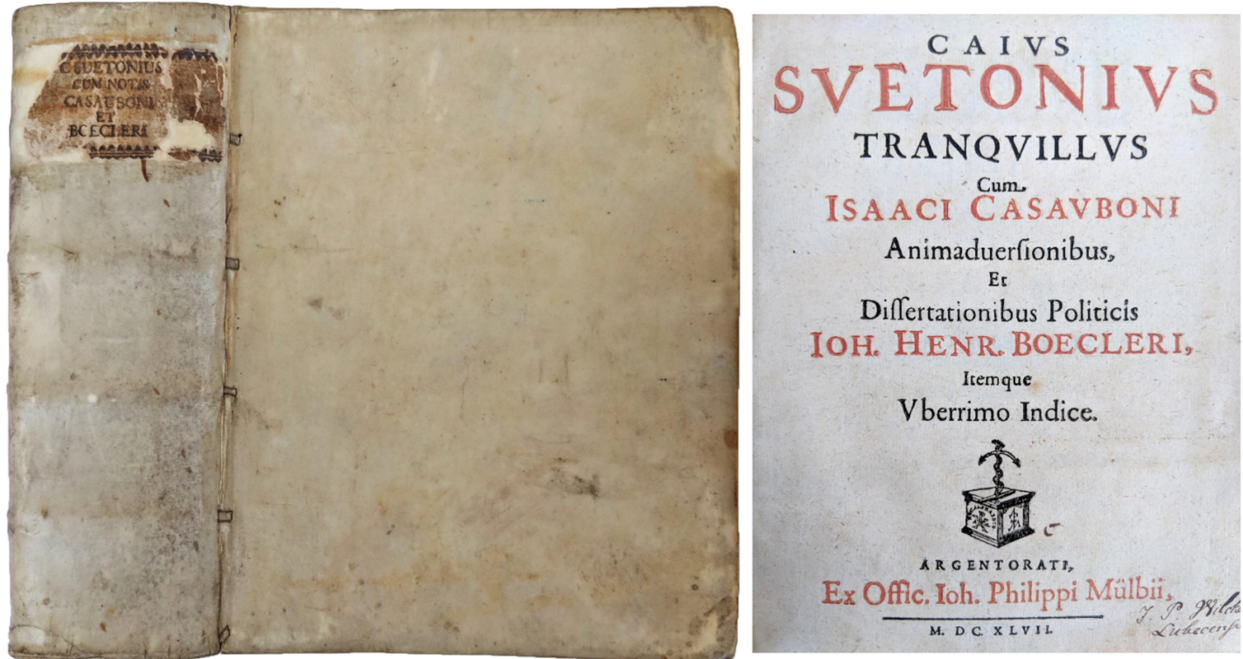 C SUETONIUS
CUM NOTIS
CASAUBONI
ET
BOECLERI
CAIVS
SVETONIVS
TRANQVILLVS
Cum
ISAACI CASAVBONI
Animaduerſionibus,
Et
Diſſertationibus Politicis
IOH. HENR. BOECLERI,
Itemque
Vberrimo Indice.
ARGENTORATI,
Ex Offic. Ioh. Philippi Mülbii,
M. DC. XLVII.
J. P.
Lubecens